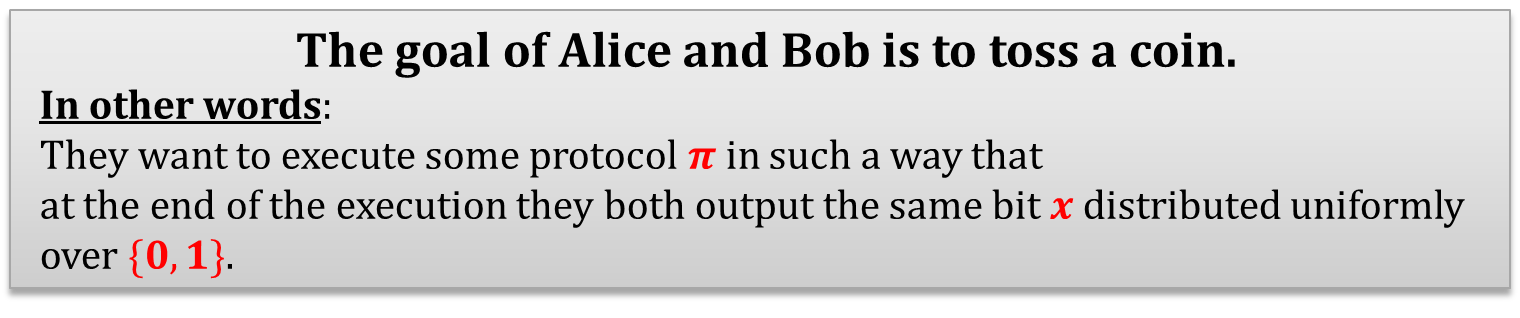 The goal of Alice and Bob is to toss a coin.
In other words:
They want to execute some protocol π in such a way that
at the end of the execution they both output the same bit x distributed uniformly
over {0, 1}.